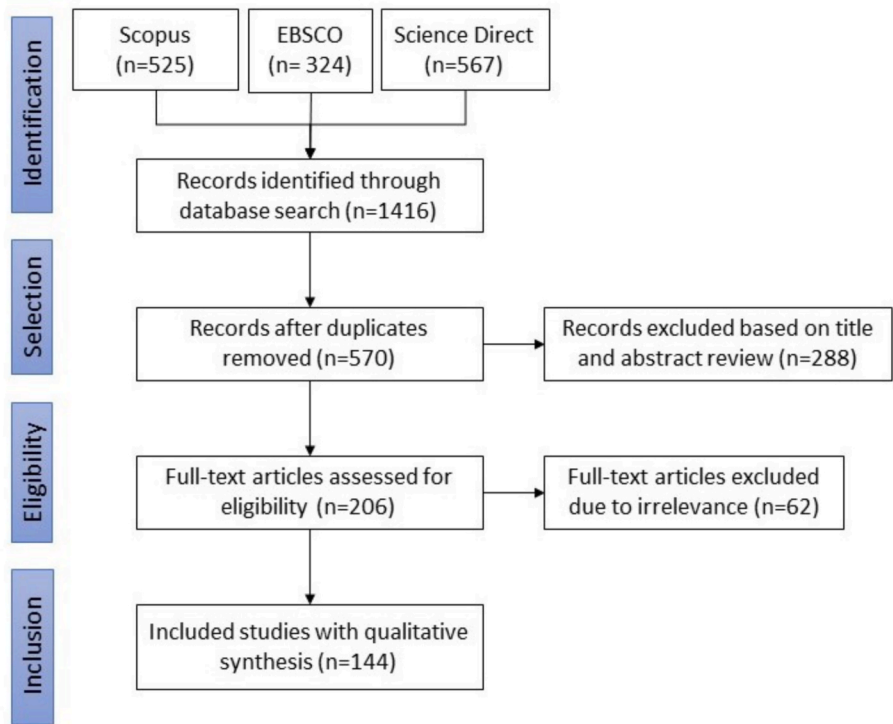 Identification
Scopus
(n=525)
EBSCO
(n= 324)
Science Direct
(n=567)
Records identified through
database search (n=1416)
Selection
Records after duplicates
removed (n=570)
Records excluded based on title
and abstract review (n=288)
Eligibility
Full-text articles assessed for
eligibility (n=206)
Full-text articles excluded
due to irrelevance (n=62)
Inclusion
Included studies with qualitative
synthesis (n=144)